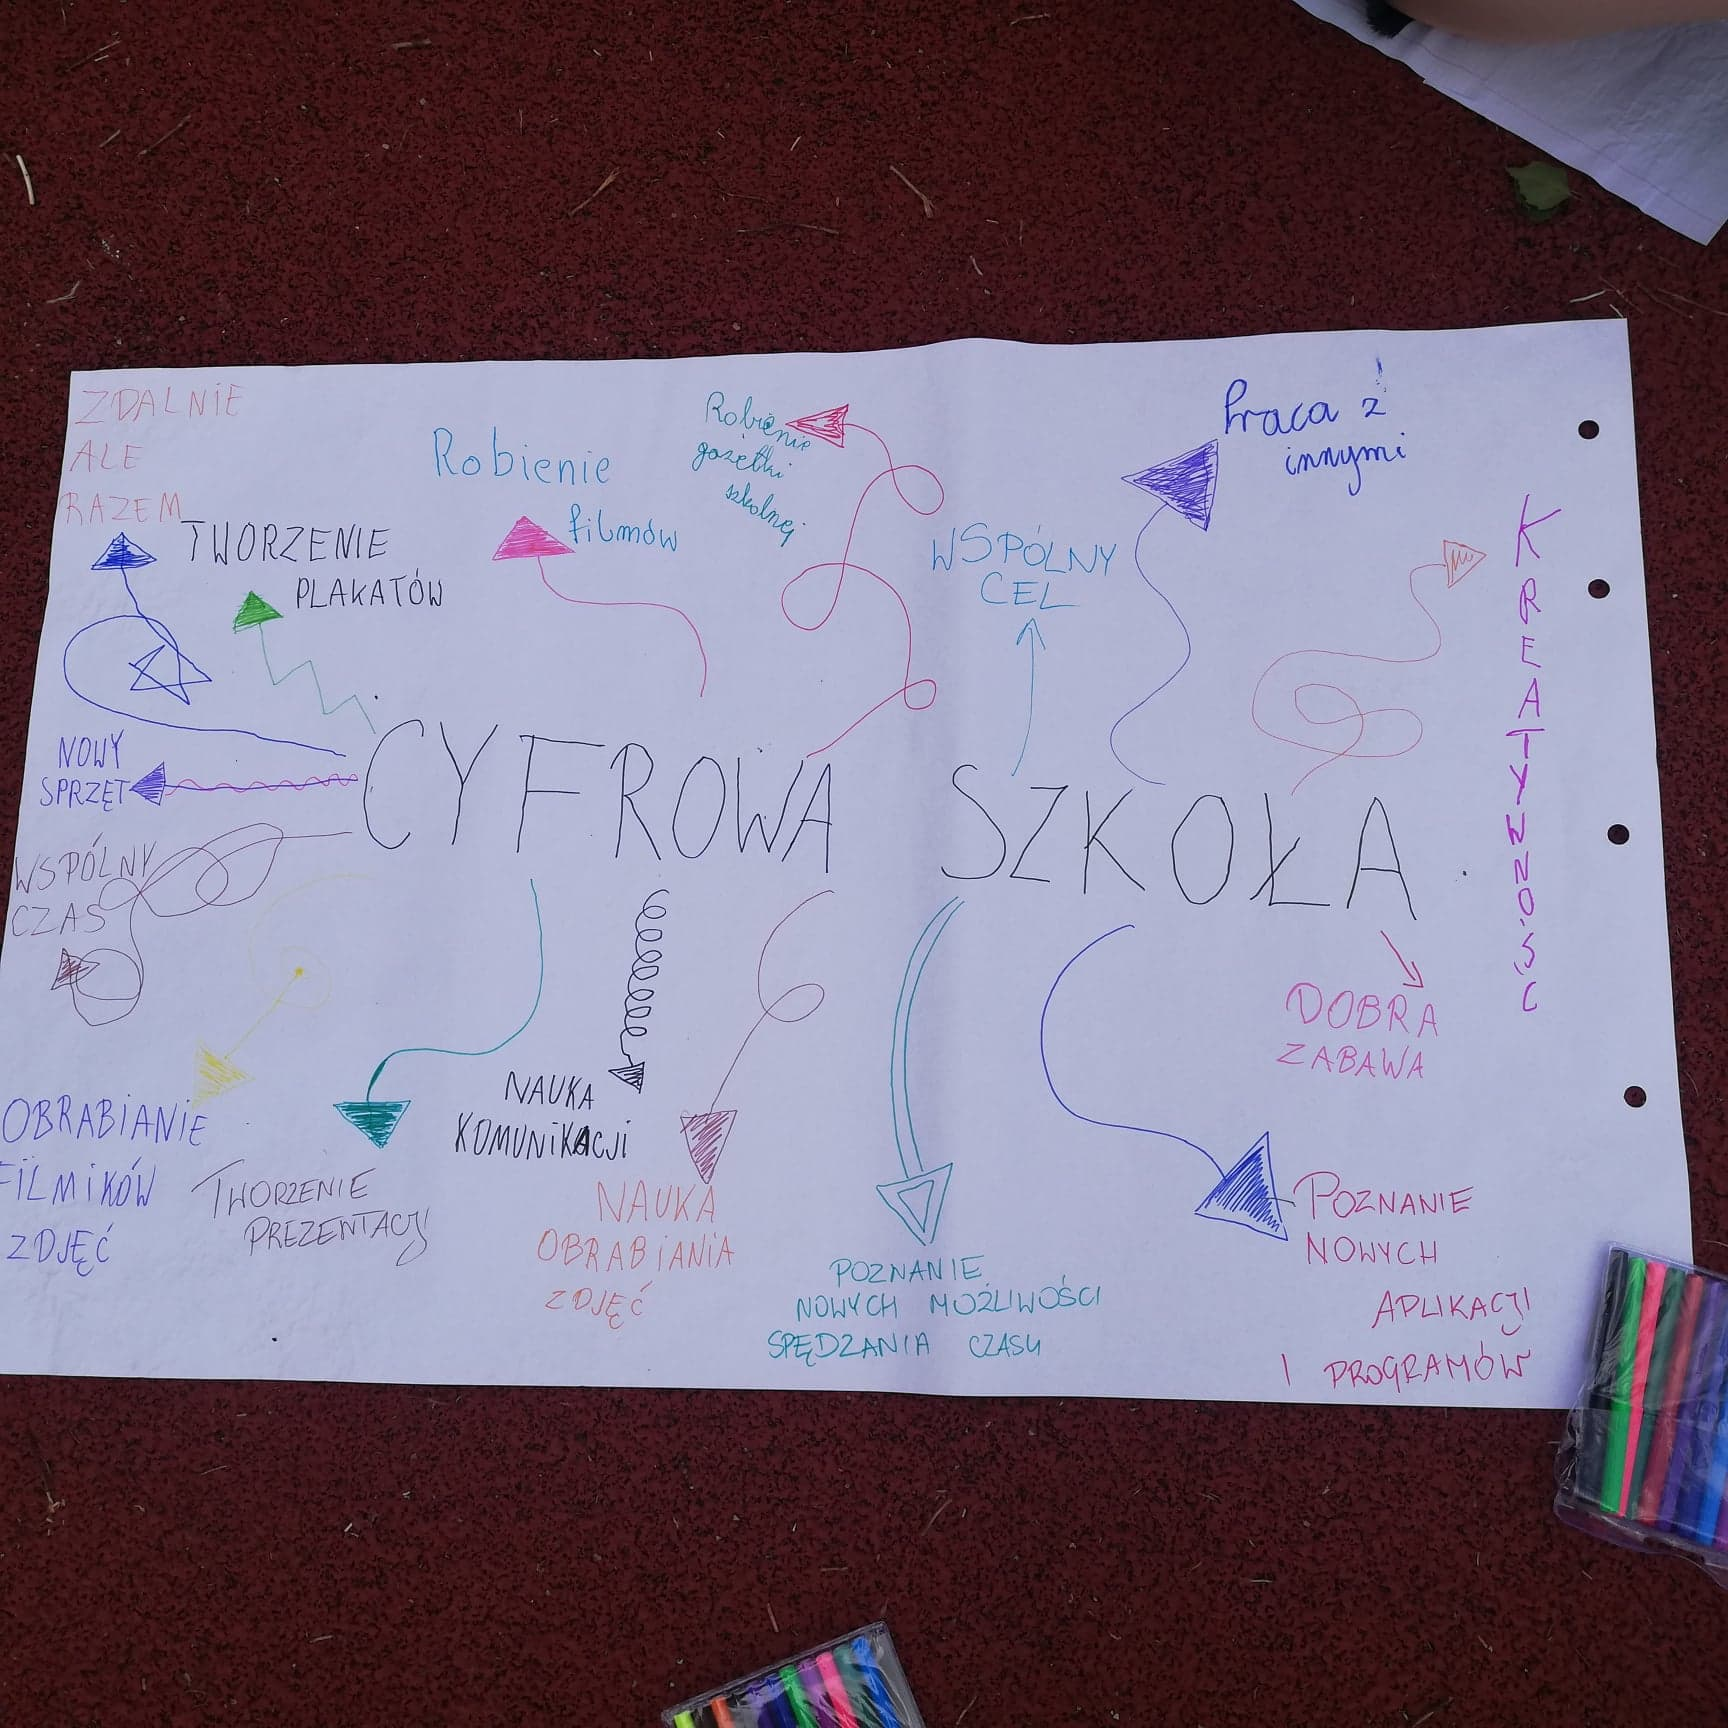 ZDALNIE
ALE
RAZEM
TWORZENIE
PLAKATÓW
Robienie
filmów
Robienie
gazetki
szkolnej
WSPÓLNY
CEL
Praca z
innymi
KREATYWNOŚĆ
NOWY
SPRZĘT
CYFROWA SZKOŁA
WSPÓLNY
CZAS
DOBRA
ZABAWA
OBRABIANIE
FILMIKÓW
ZDJĘĆ
TWORZENIE
PREZENTACJI
NAUKA
KOMUNIKACJI
NAUKA
OBRABIANIA
ZDJĘĆ
POZNANIE
NOWYCH MOŻLIWOŚCI
SPĘDZANIA CZASU
POZNANIE
NOWYCH
APLIKACJI
I PROGRAMÓW